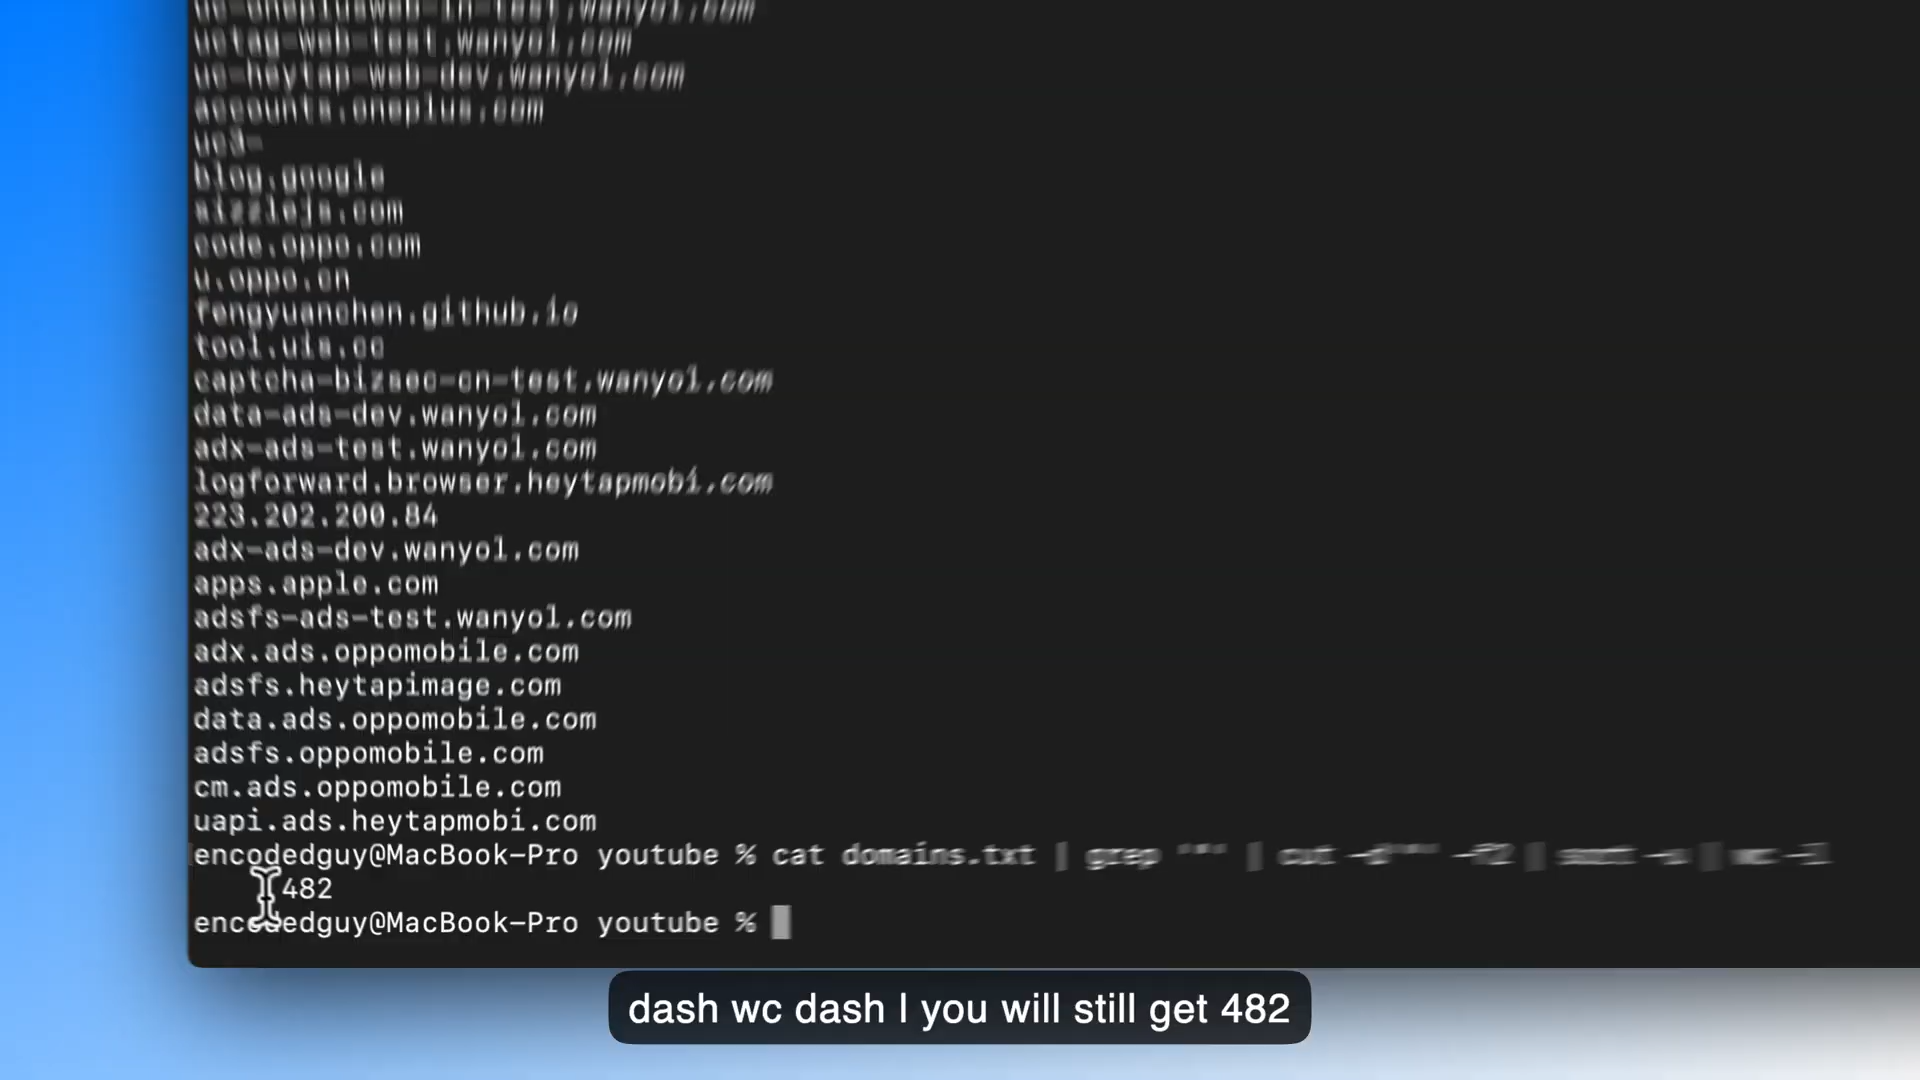 uctag-web-test.wanyol.com
uc-heytap-web-dev.wanyol.com
accounts.oneplus.com
blog.google
sizzlejs.com
code.oppo.com
u.oppo.cn
fengyuanchen.github.io
captcha-bizsec-cn-test.wanyol.com
data-ads-dev.wanyol.com
adx-ads-test.wanyol.com
logforward.browser.heytapmobi.com
223.202.200.84
adx-ads-dev.wanyol.com
apps.apple.com
adsfs-ads-test.wanyol.com
adx.ads.oppomobile.com
adsfs.heytapimage.com
data.ads.oppomobile.com
adsfs.oppomobile.com
cm.ads.oppomobile.com
uapi.ads.heytapmobi.com
encodedguy@MacBook-Pro youtube % cat domains.txt | grep | cut | sort -u | wc -l
482
encodedguy@MacBook-Pro youtube %
dash wc dash l you will still get 482